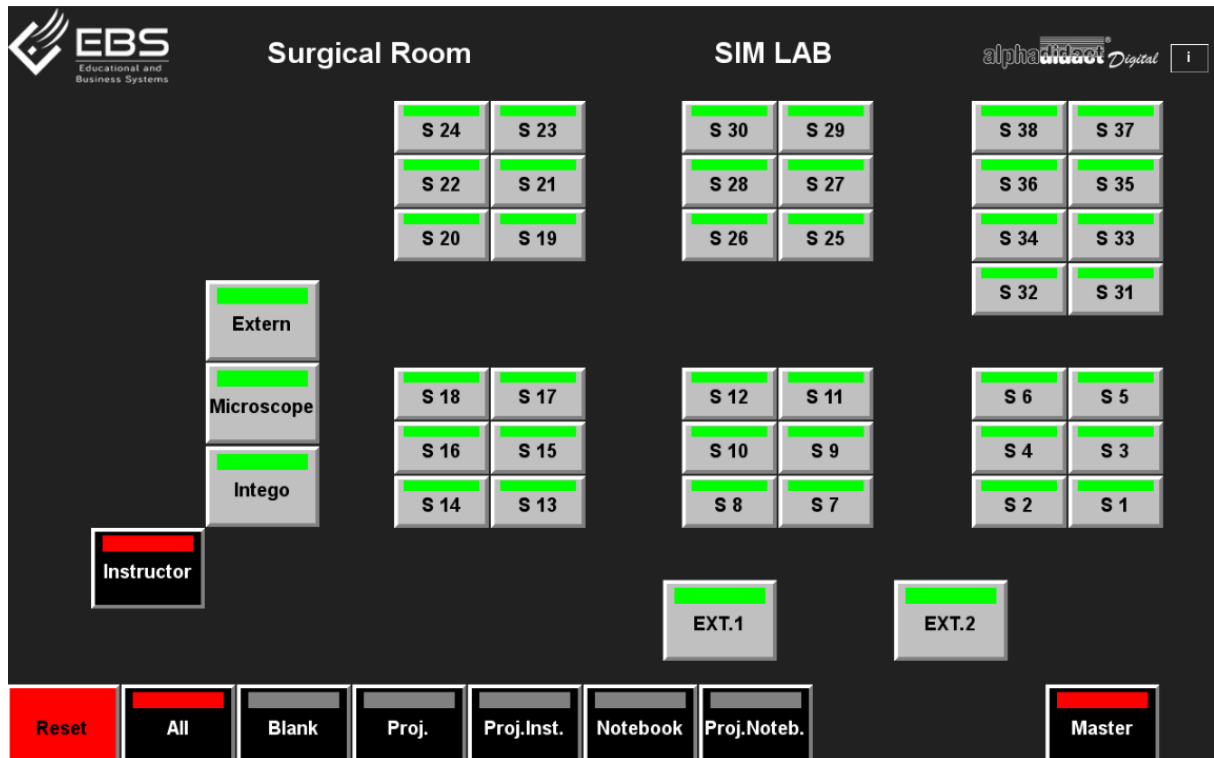 EBS
Educational and
Business Systems
Surgical Room
SIM LAB
alphadidact® Digital
i
S 24 S 23 S 30 S 29 S 38 S 37
S 22 S 21 S 28 S 27 S 36 S 35
S 20 S 19 S 26 S 25 S 34 S 33
S 32 S 31
Extern
Microscope
Intego
S 18 S 17 S 12 S 11 S 6 S 5
S 16 S 15 S 10 S 9 S 4 S 3
S 14 S 13 S 8 S 7 S 2 S 1
Instructor
EXT.1 EXT.2
Reset All Blank Proj. Proj.Inst. Notebook Proj.Noteb. Master